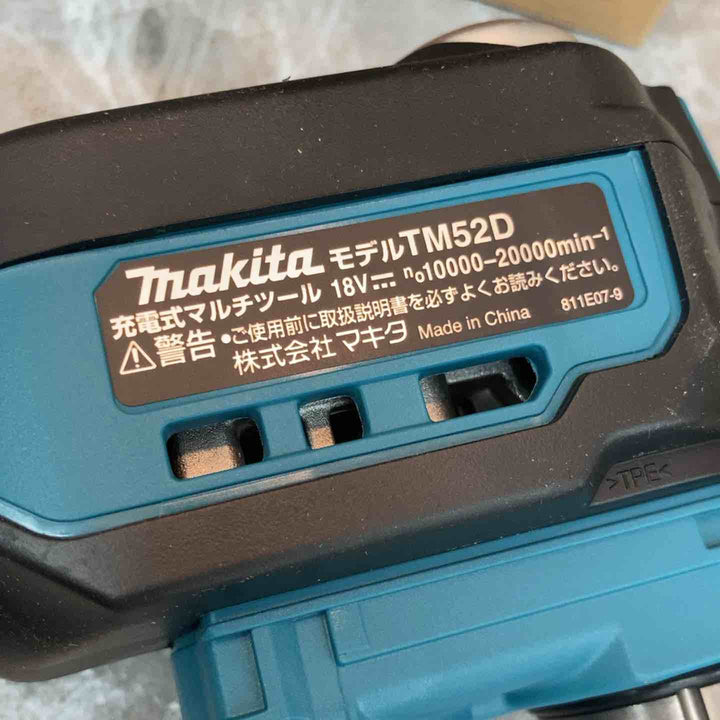 makita モデルTM52D
充電式マルチツール 18V⎓ n₀10000-20000min⁻¹
⚠警告 •ご使用前に取扱説明書を必ずよくお読みください。
株式会社 マキタ Made in China 811E07-9
>TPE<